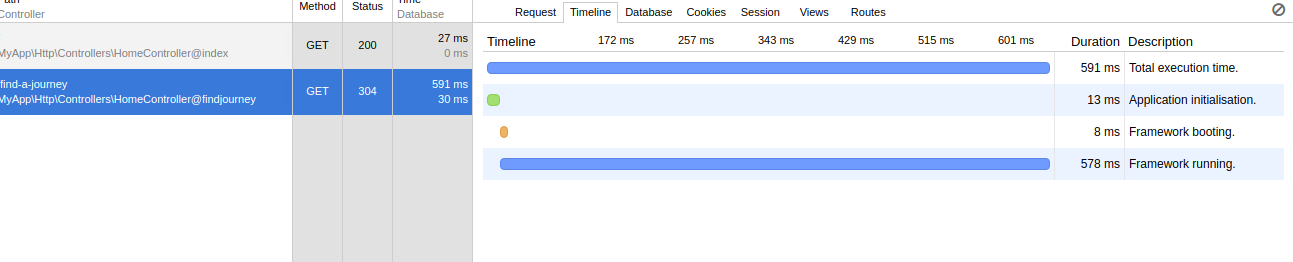 Controller
Method
Status
Database
MyApp\Http\Controllers\HomeController@index
GET
200
27 ms
0 ms
find-a-journey
MyApp\Http\Controllers\HomeController@findjourney
GET
304
591 ms
30 ms
Request Timeline Database Cookies Session Views Routes
Timeline 172 ms 257 ms 343 ms 429 ms 515 ms 601 ms Duration Description
591 ms Total execution time.
13 ms Application initialisation.
8 ms Framework booting.
578 ms Framework running.